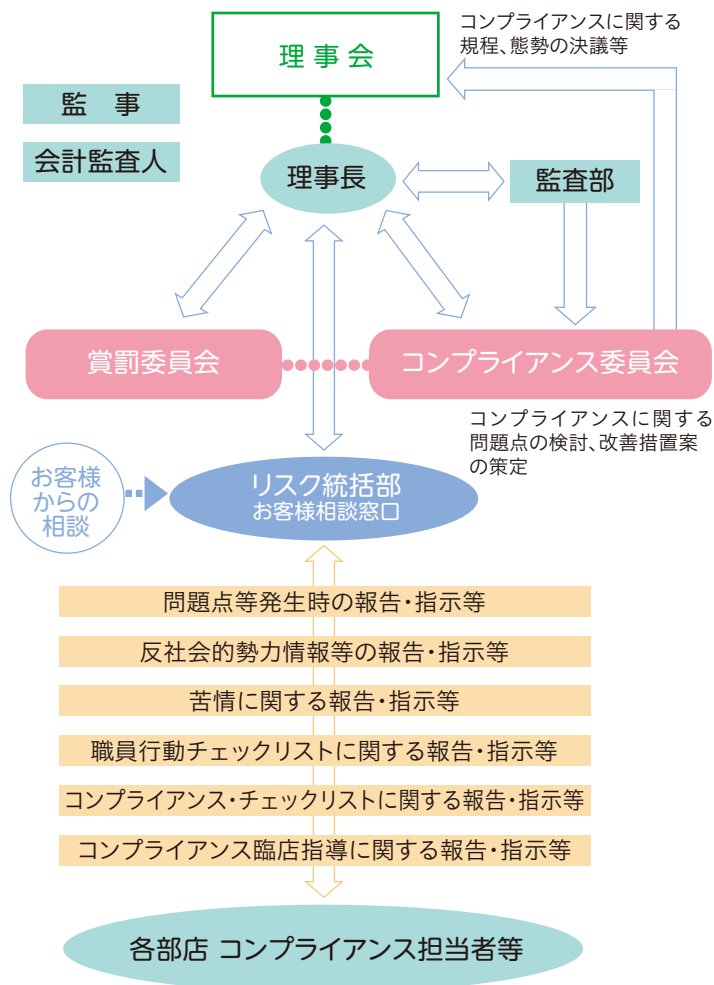 コンプライアンスに関する
規程、態勢の決議等
理事会
監 事
会計監査人
理事長
監査部
賞罰委員会
コンプライアンス委員会
コンプライアンスに関する
問題点の検討、改善措置案
の策定
お客様
からの
相談
リスク統括部
お客様相談窓口
問題点等発生時の報告・指示等
反社会的勢力情報等の報告・指示等
苦情に関する報告・指示等
職員行動チェックリストに関する報告・指示等
コンプライアンス・チェックリストに関する報告・指示等
コンプライアンス臨店指導に関する報告・指示等
各部店 コンプライアンス担当者等